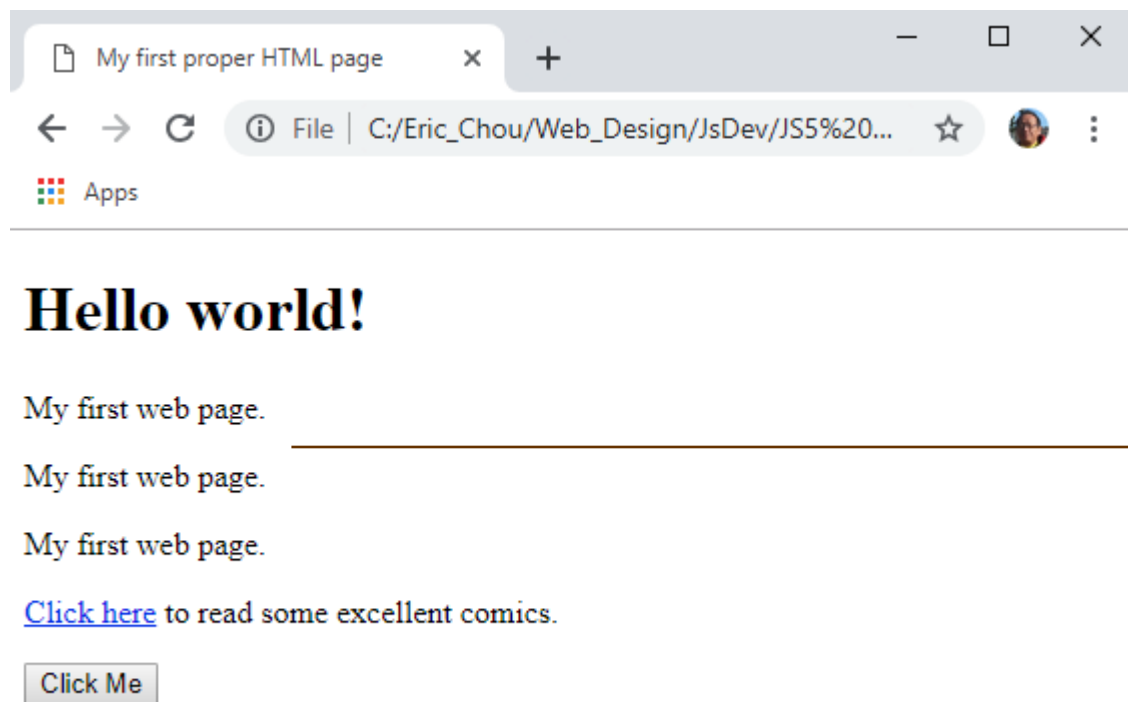 My first proper HTML page
File | C:/Eric_Chou/Web_Design/JsDev/JS5%20...
Apps
Hello world!
My first web page.
My first web page.
My first web page.
Click here to read some excellent comics.
Click Me